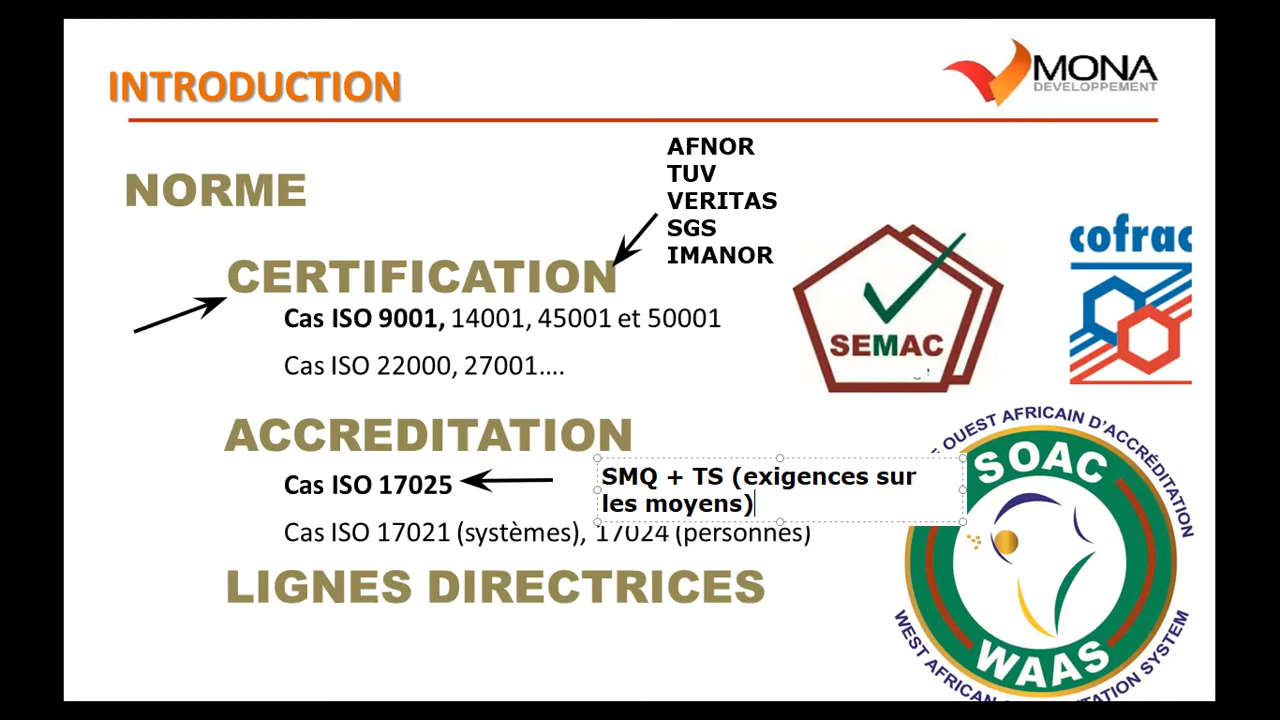 INTRODUCTION
MONA
DEVELOPPEMENT
AFNOR
TUV
VERITAS
SGS
IMANOR
NORME
CERTIFICATION
Cas ISO 9001, 14001, 45001 et 50001
Cas ISO 22000, 27001....
SEMAC
cofrac
ACCREDITATION
Cas ISO 17025
SMQ + TS (exigences sur
les moyens)
Cas ISO 17021 (systèmes), 17024 (personnes)
LIGNES DIRECTRICES
OUEST AFRICAIN D'ACCRÉDITATION
SOAC
WAAS
WEST AFRICAN SYSTEM